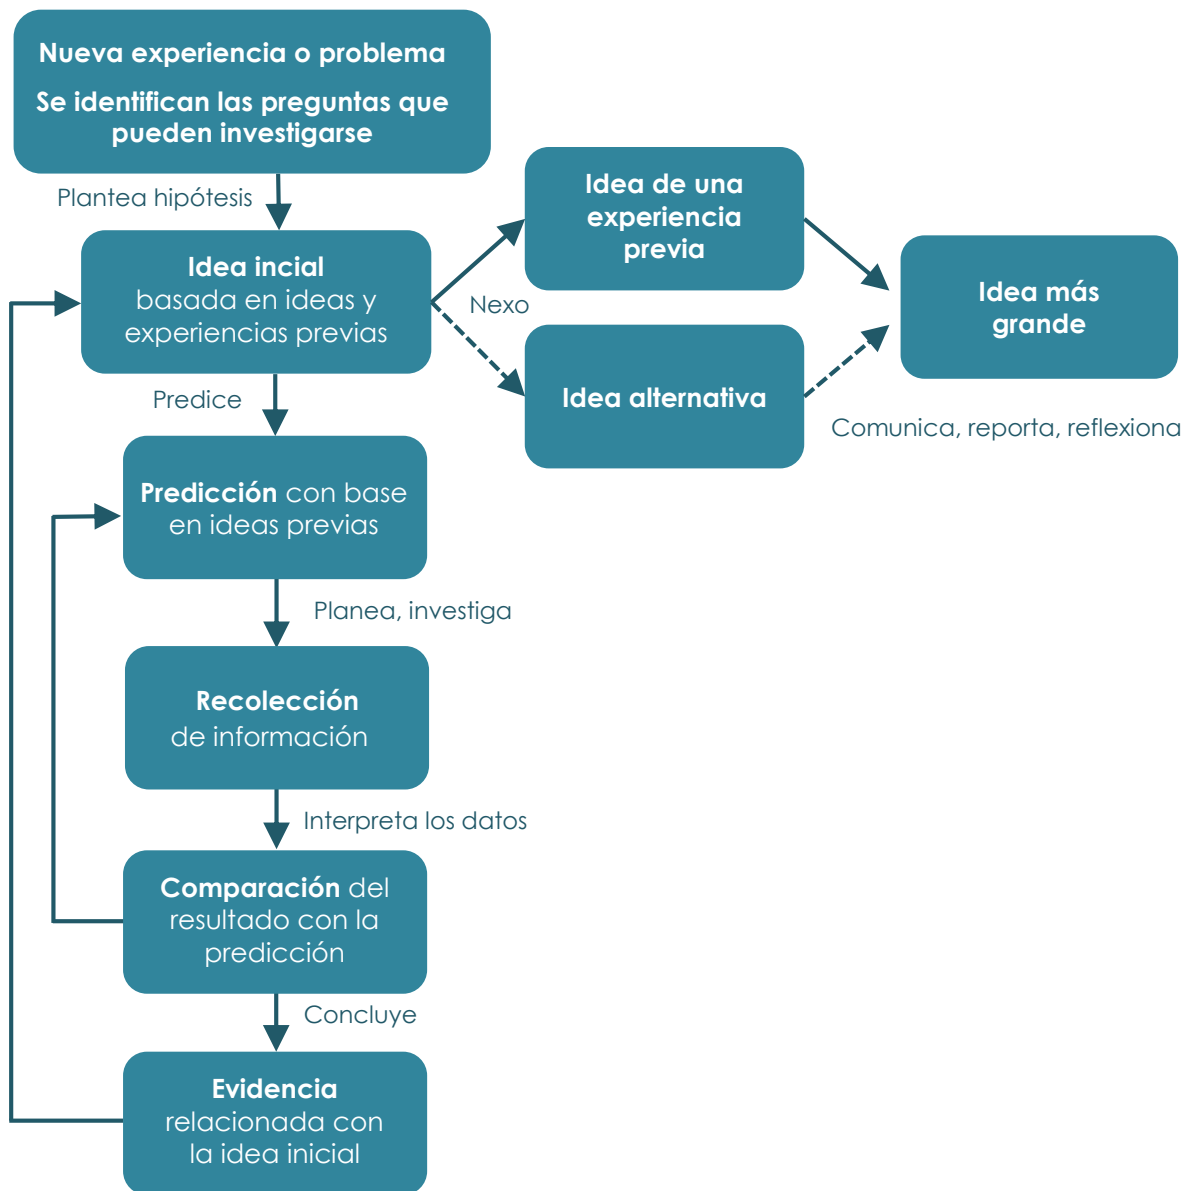 Nueva experiencia o problema
Se identifican las preguntas que
pueden investigarse
Plantea hipótesis
Idea incial
basada en ideas y
experiencias previas
Nexo
Idea de una
experiencia
previa
Idea alternativa
Idea más
grande
Comunica, reporta, reflexiona
Predice
Predicción con base
en ideas previas
Planea, investiga
Recolección
de información
Interpreta los datos
Comparación del
resultado con la
predicción
Concluye
Evidencia
relacionada con
la idea inicial